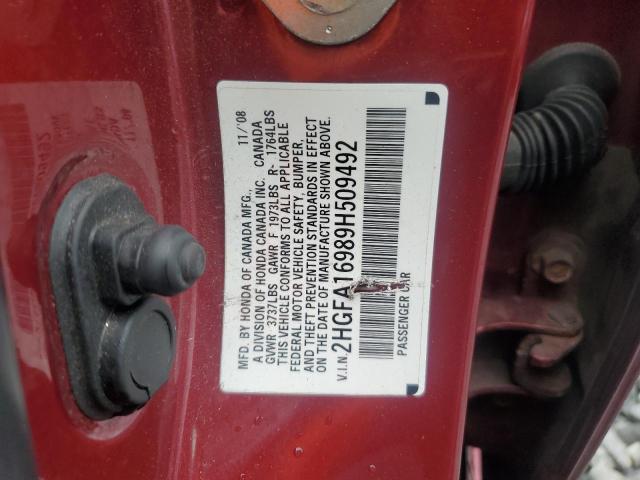 MFD. BY HONDA OF CANADA MFG., 11/'08
A DIVISION OF HONDA CANADA INC. CANADA
GVWR 3737LBS GAWR F 1973LBS R- 1764LBS
THIS VEHICLE CONFORMS TO ALL APPLICABLE
FEDERAL MOTOR VEHICLE SAFETY, BUMPER,
AND THEFT PREVENTION STANDARDS IN EFFECT
ON THE DATE OF MANUFACTURE SHOWN ABOVE.
V.I.N. 2HGFA16989H509492
PASSENGER CAR